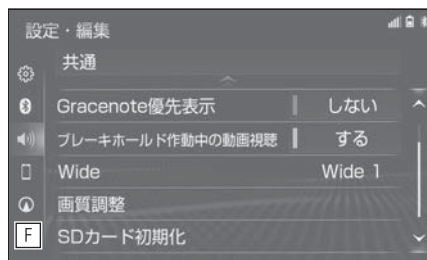 設定・編集
共通
Gracenote優先表示 しない
ブレーキホールド作動中の動画視聴 する
Wide Wide 1
画質調整
F SDカード初期化